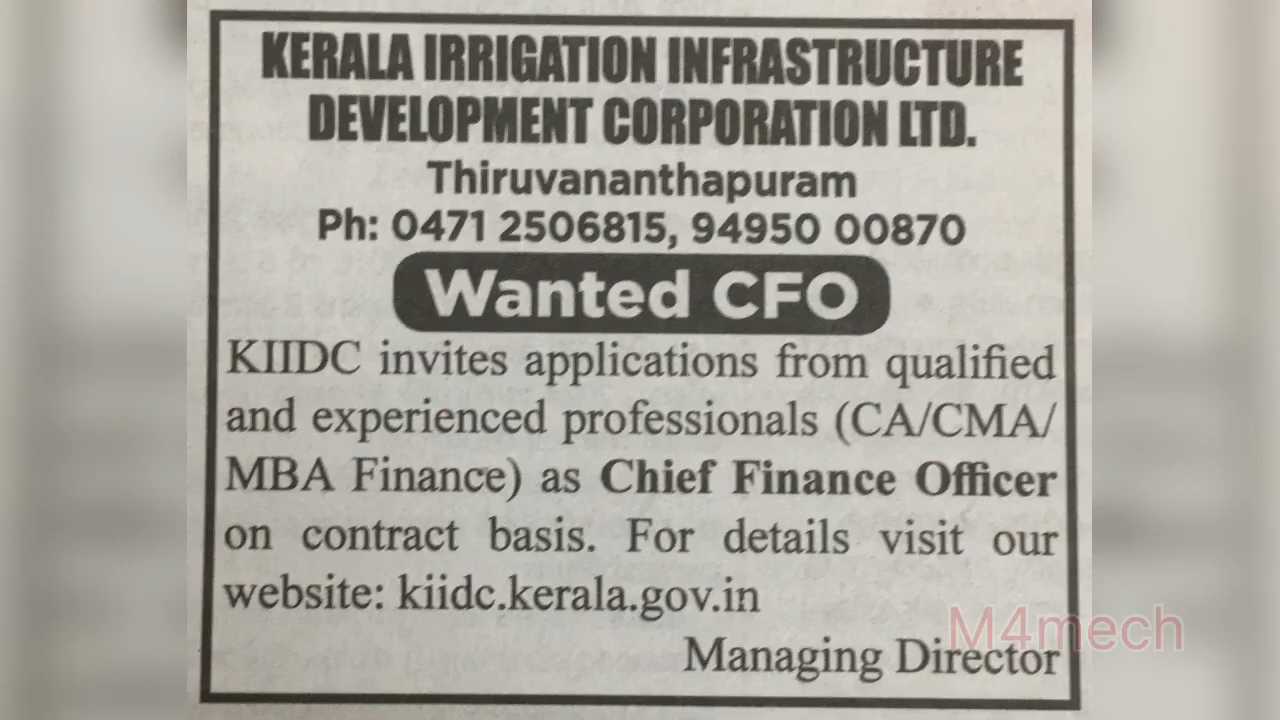 KERALA IRRIGATION INFRASTRUCTURE
DEVELOPMENT CORPORATION LTD.
Thiruvananthapuram
Ph: 0471 2506815, 94950 00870
Wanted CFO
KIIDC invites applications from qualified
and experienced professionals (CA/CMA/
MBA Finance) as Chief Finance Officer
on contract basis. For details visit our
website: kiidc.kerala.gov.in
M4mech
Managing Director